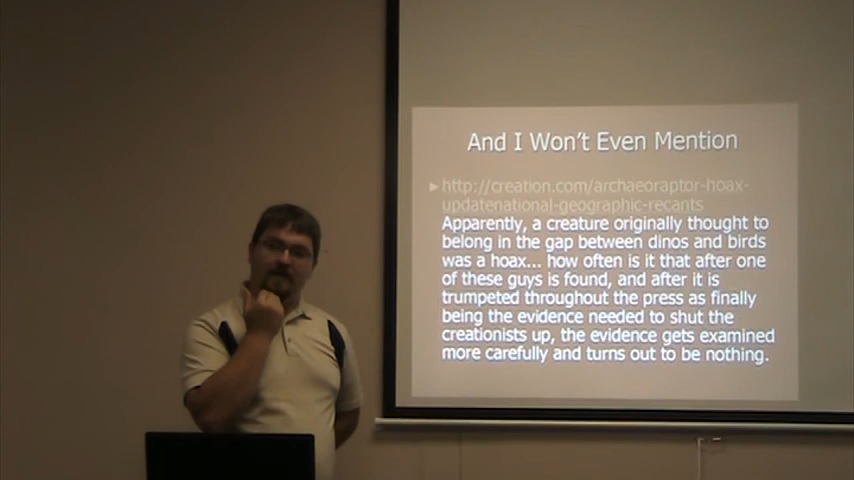 And I Won't Even Mention
►http://creation.com/archaeoraptor-hoax-
updatenational-geographic-recants
Apparently, a creature originally thought to
belong in the gap between dinos and birds
was a hoax... how often is it that after one
of these guys is found, and after it is
trumpeted throughout the press as finally
being the evidence needed to shut the
creationists up, the evidence gets examined
more carefully and turns out to be nothing.